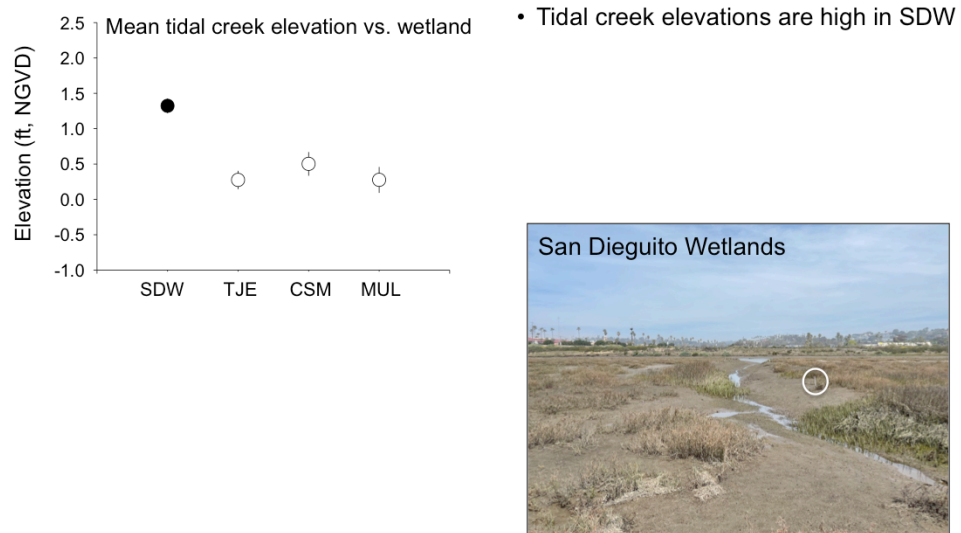 Mean tidal creek elevation vs. wetland
Elevation (ft, NGVD)
2.5
2.0
1.5
1.0
0.5
0.0
-0.5
-1.0
SDW TJE CSM MUL
• Tidal creek elevations are high in SDW
San Dieguito Wetlands